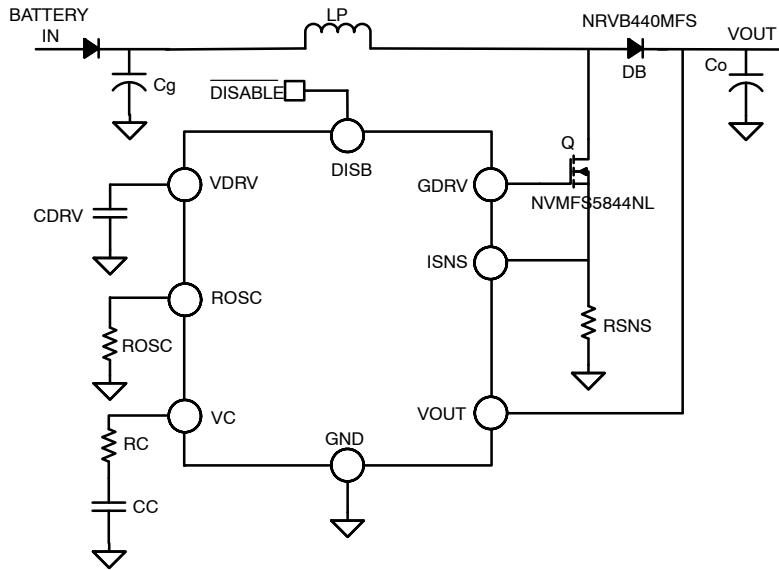 BATTERY
IN
LP
NRVB440MFS
VOUT
DB
Co
Cg
DISABLE
DISB
Q
VDRV
GDRV
NVMFS5844NL
CDRV
ISNS
ROSC
RSNS
ROSC
VC
VOUT
RC
GND
CC